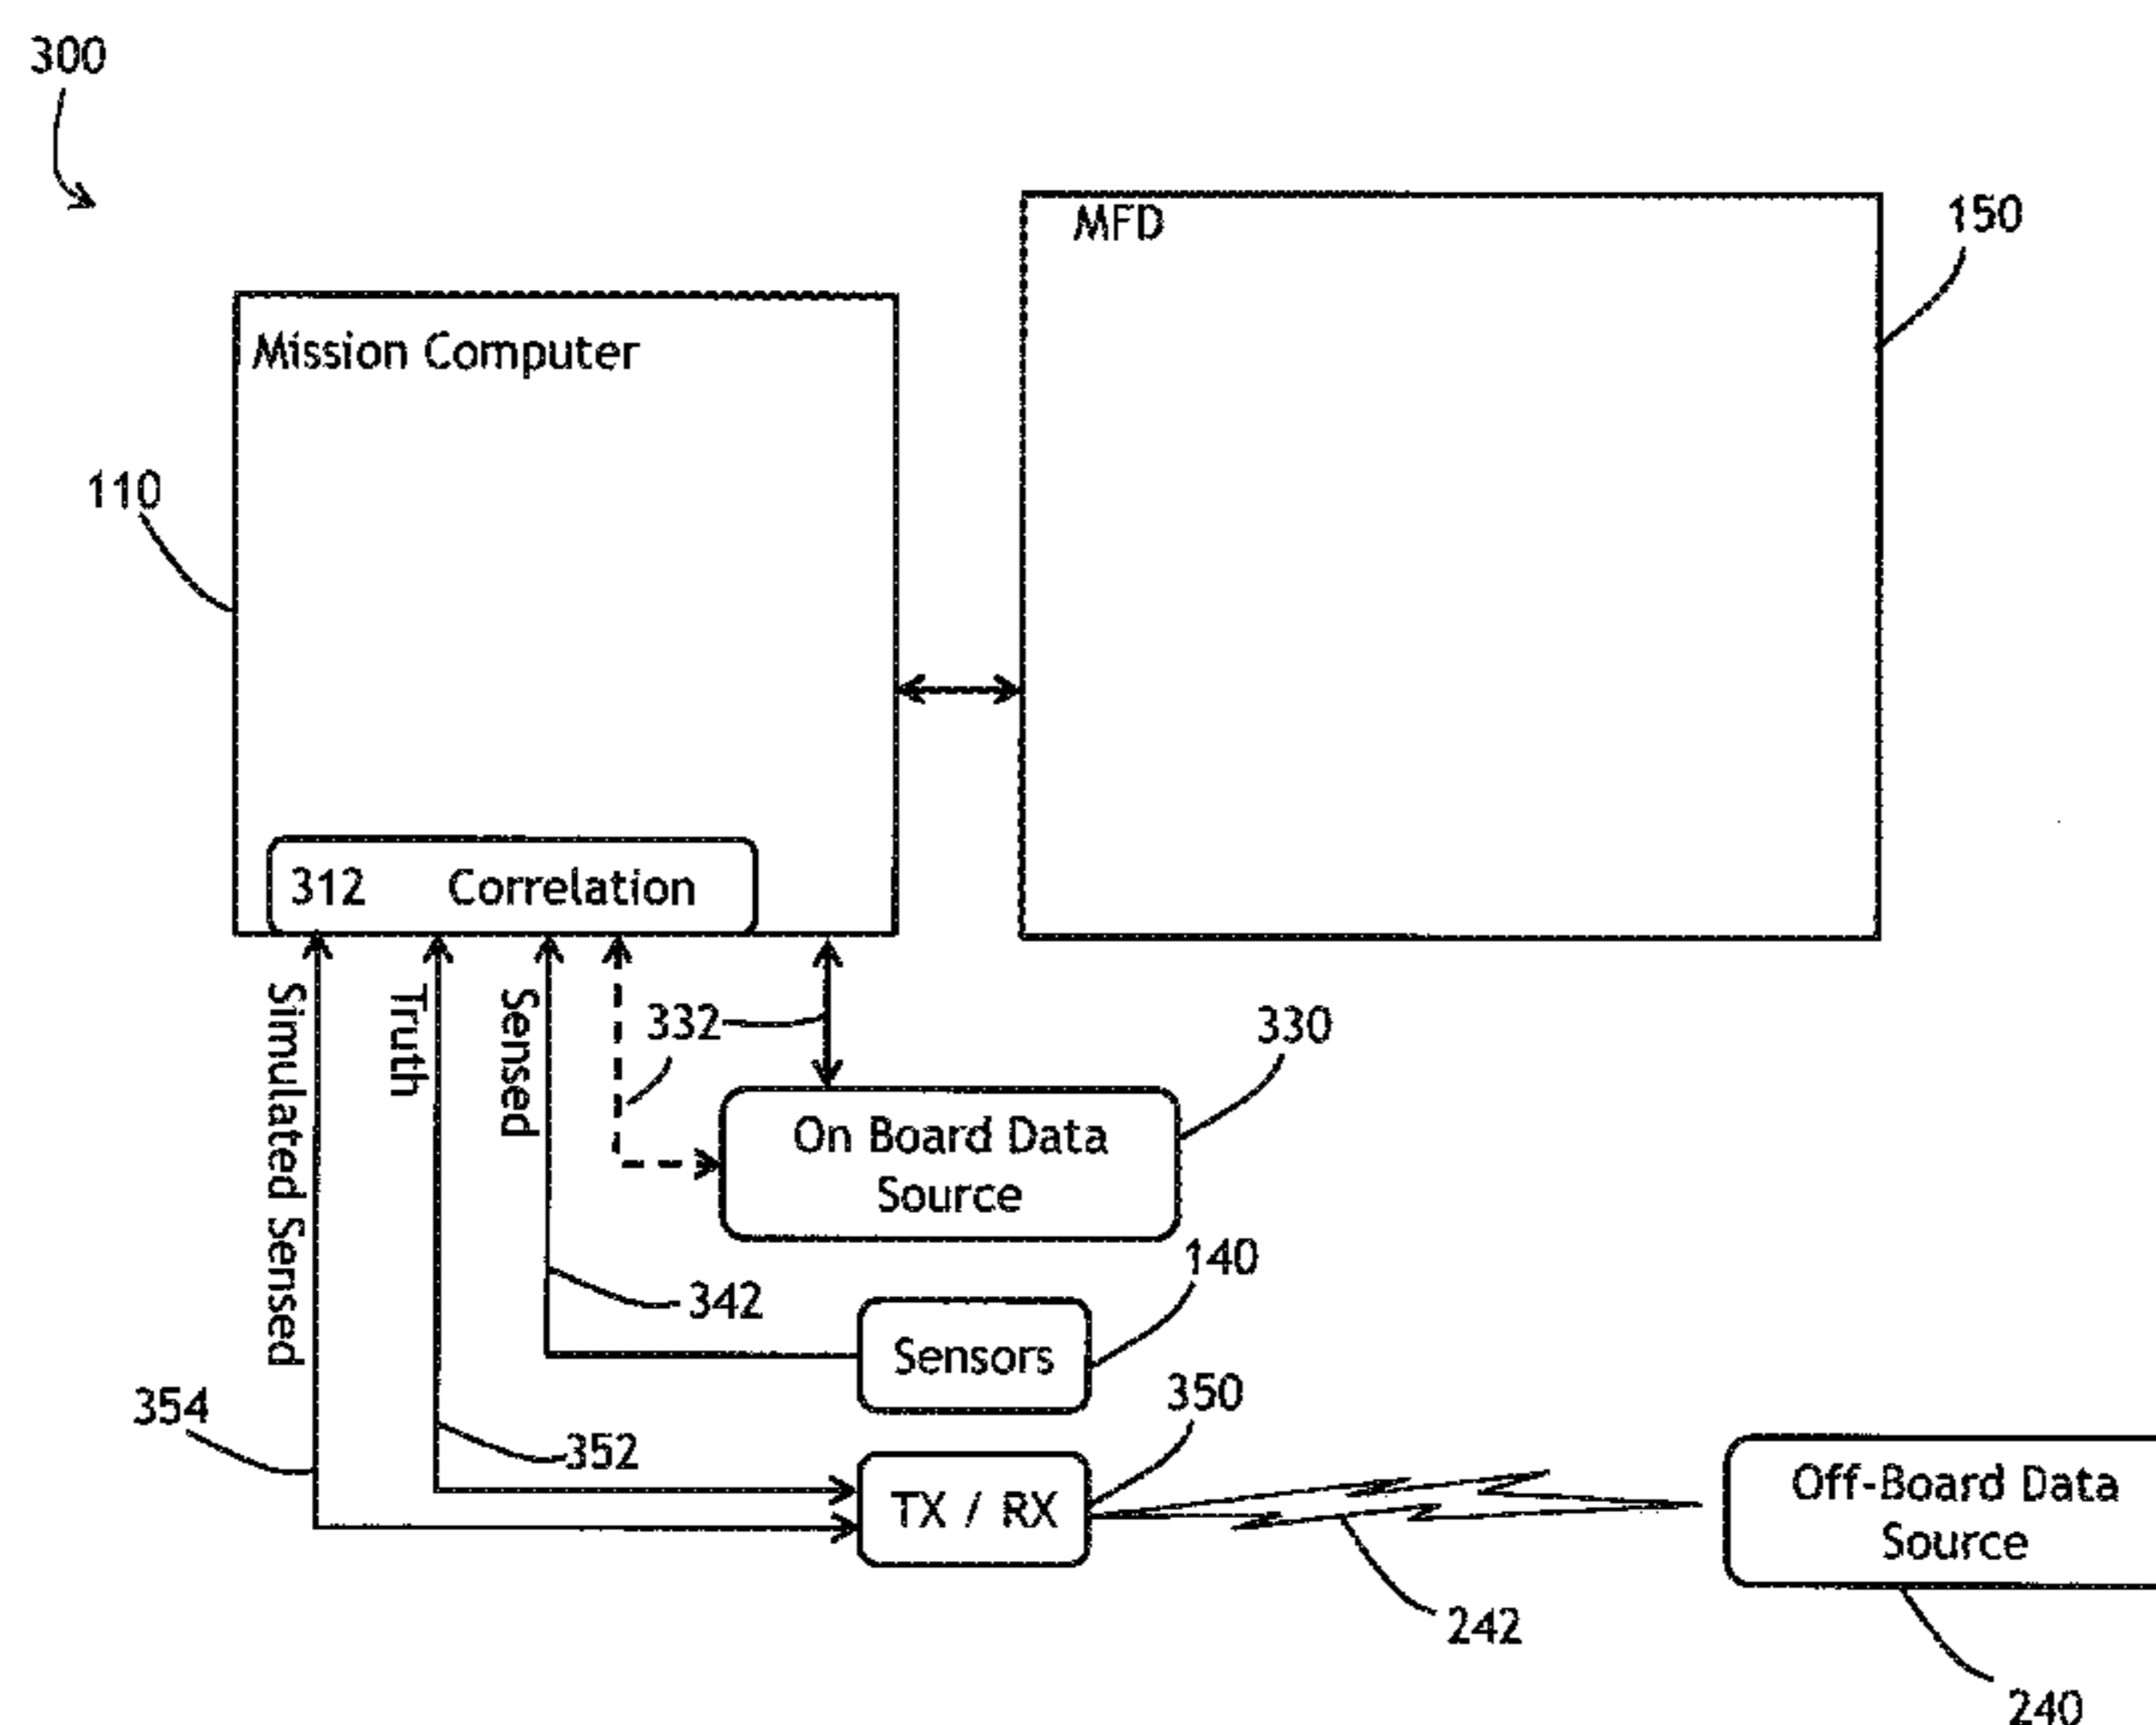 300
MFD
150
Mission Computer
110
312 Correlation
Simulated Sensed
Truth
Sensed
332
330
On Board Data
Source
140
342
Sensors
350
354
352
TX / RX
Off-Board Data
Source
242
240